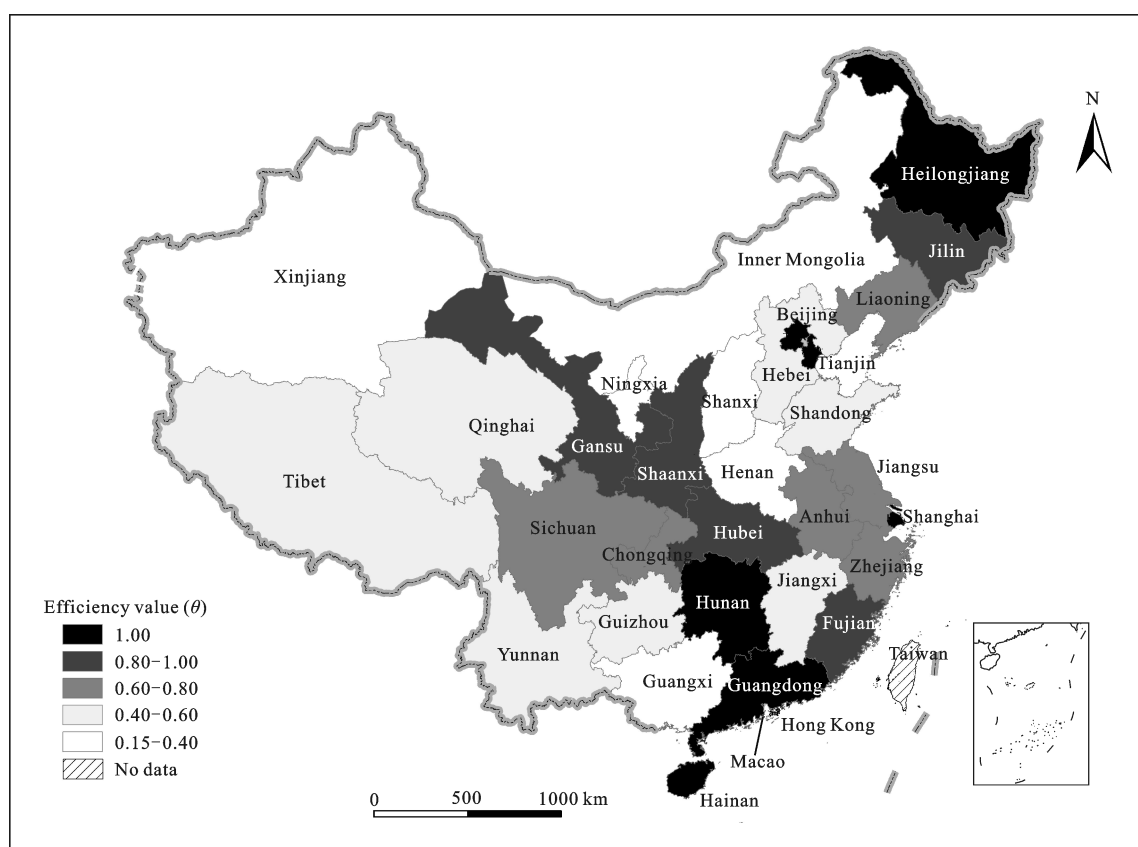 N
Heilongjiang
Jilin
Inner Mongolia
Xinjiang
Liaoning
Beijing
Tianjin
Hebei
Ningxia
Shanxi
Shandong
Qinghai
Gansu
Shaanxi
Henan
Jiangsu
Tibet
Sichuan
Hubei
Anhui
Shanghai
Chongqing
Zhejiang
Jiangxi
Hunan
Guizhou
Fujian
Yunnan
Taiwan
Guangxi
Guangdong
Hong Kong
Macao
Hainan
Efficiency value (θ)
1.00
0.80−1.00
0.60−0.80
0.40−0.60
0.15−0.40
No data
0 500 1000 km